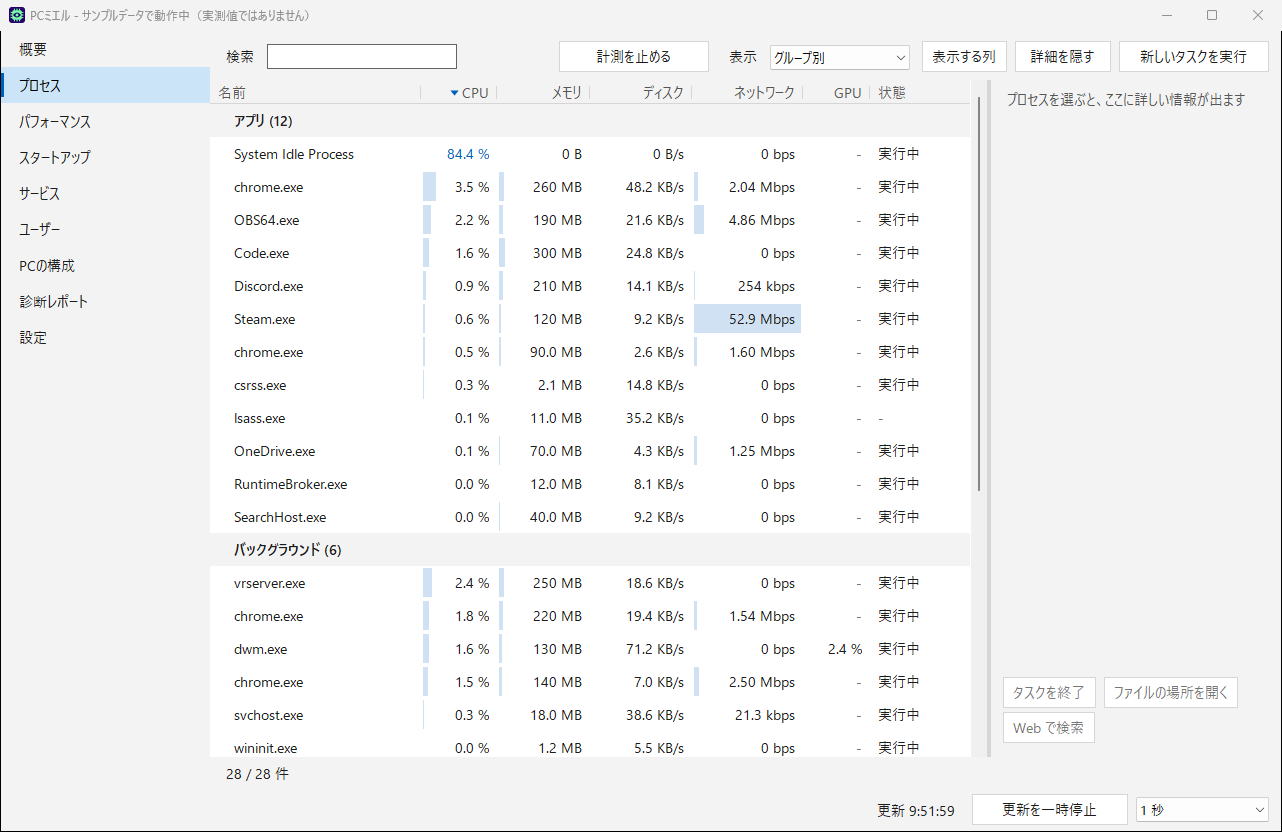 PCミエル - サンプルデータで動作中（実測値ではありません）
概要
プロセス
パフォーマンス
スタートアップ
サービス
ユーザー
PCの構成
診断レポート
設定
検索 計測を止める 表示 グループ別 表示する列 詳細を隠す 新しいタスクを実行
名前 CPU メモリ ディスク ネットワーク GPU 状態
アプリ (12)
System Idle Process 84.4 % 0 B 0 B/s 0 bps - 実行中
chrome.exe 3.5 % 260 MB 48.2 KB/s 2.04 Mbps - 実行中
OBS64.exe 2.2 % 190 MB 21.6 KB/s 4.86 Mbps - 実行中
Code.exe 1.6 % 300 MB 24.8 KB/s 0 bps - 実行中
Discord.exe 0.9 % 210 MB 14.1 KB/s 254 kbps - 実行中
Steam.exe 0.6 % 120 MB 9.2 KB/s 52.9 Mbps - 実行中
chrome.exe 0.5 % 90.0 MB 2.6 KB/s 1.60 Mbps - 実行中
csrss.exe 0.3 % 2.1 MB 14.8 KB/s 0 bps - 実行中
lsass.exe 0.1 % 11.0 MB 35.2 KB/s 0 bps - -
OneDrive.exe 0.1 % 70.0 MB 4.3 KB/s 1.25 Mbps - 実行中
RuntimeBroker.exe 0.0 % 12.0 MB 8.1 KB/s 0 bps - 実行中
SearchHost.exe 0.0 % 40.0 MB 9.2 KB/s 0 bps - 実行中
バックグラウンド (6)
vrserver.exe 2.4 % 250 MB 18.6 KB/s 0 bps - 実行中
chrome.exe 1.8 % 220 MB 19.4 KB/s 1.54 Mbps - 実行中
dwm.exe 1.6 % 130 MB 71.2 KB/s 0 bps 2.4 % 実行中
chrome.exe 1.5 % 140 MB 7.0 KB/s 2.50 Mbps - 実行中
svchost.exe 0.3 % 18.0 MB 38.6 KB/s 21.3 kbps - 実行中
wininit.exe 0.0 % 1.2 MB 5.5 KB/s 0 bps - 実行中
28 / 28 件
プロセスを選ぶと、ここに詳しい情報が出ます
タスクを終了 ファイルの場所を開く
Web で検索
更新 9:51:59 更新を一時停止 1 秒